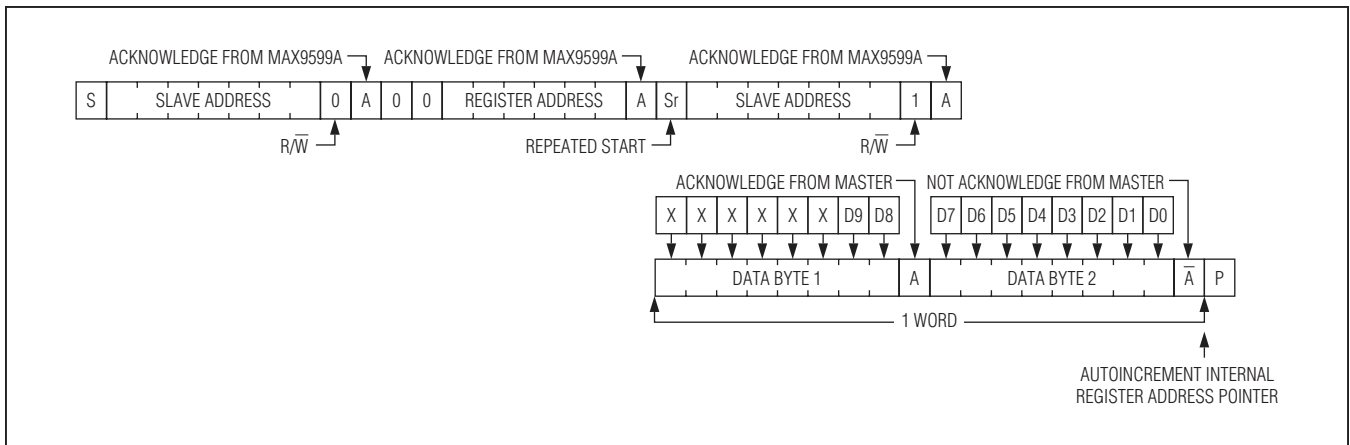 ACKNOWLEDGE FROM MAX9599A ACKNOWLEDGE FROM MAX9599A ACKNOWLEDGE FROM MAX9599A
S SLAVE ADDRESS 0 A 0 0 REGISTER ADDRESS A Sr SLAVE ADDRESS 1 A
R/W̅ REPEATED START R/W̅
ACKNOWLEDGE FROM MASTER NOT ACKNOWLEDGE FROM MASTER
X X X X X X D9 D8 D7 D6 D5 D4 D3 D2 D1 D0
DATA BYTE 1 A DATA BYTE 2 A̅ P
1 WORD
AUTOINCREMENT INTERNAL
REGISTER ADDRESS POINTER